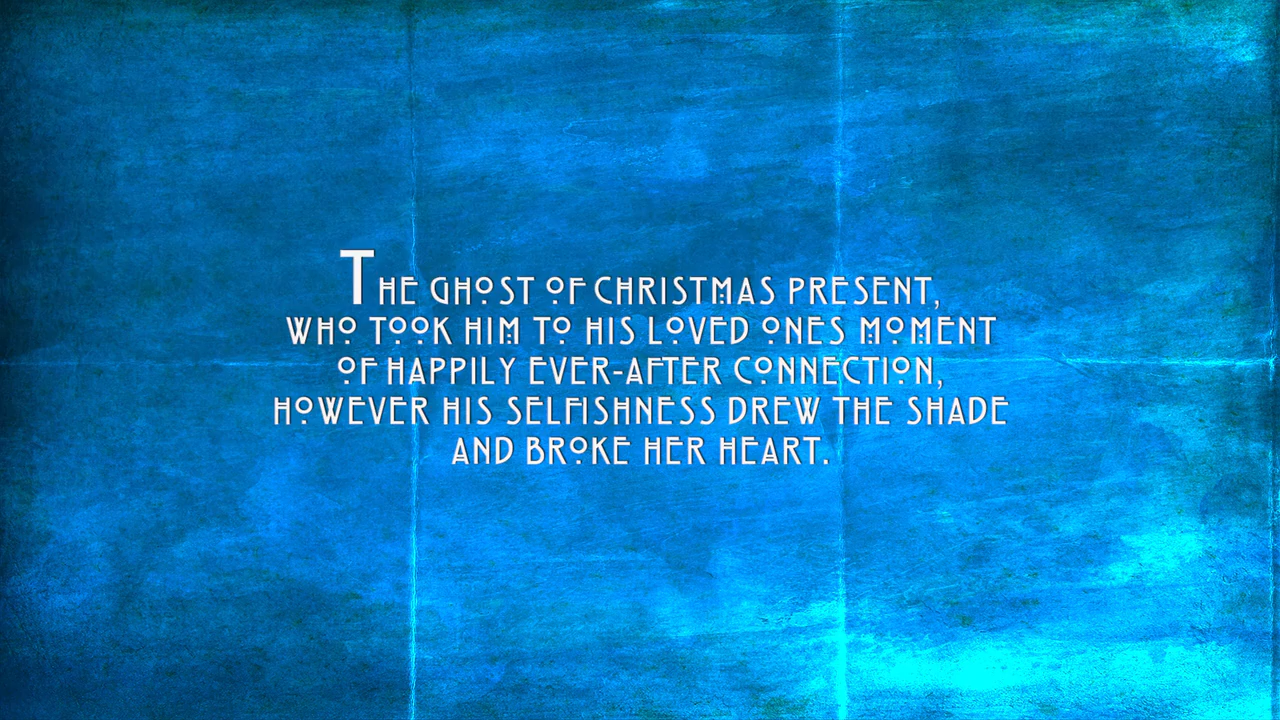 THE GHOST OF CHRISTMAS PRESENT,
WHO TOOK HIM TO HIS LOVED ONES MOMENT
OF HAPPILY EVER-AFTER CONNECTION,
HOWEVER HIS SELFISHNESS DREW THE SHADE
AND BROKE HER HEART.